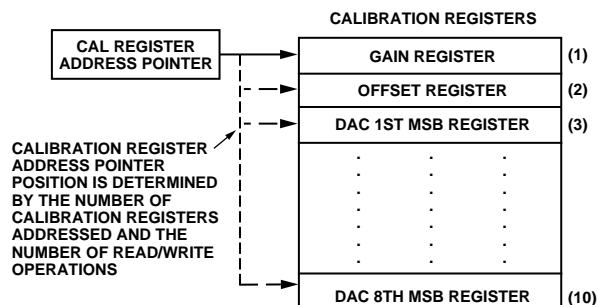 CALIBRATION REGISTERS
CAL REGISTER
ADDRESS POINTER
GAIN REGISTER (1)
OFFSET REGISTER (2)
DAC 1ST MSB REGISTER (3)
CALIBRATION REGISTER
ADDRESS POINTER
POSITION IS DETERMINED
BY THE NUMBER OF
CALIBRATION REGISTERS
ADDRESSED AND THE
NUMBER OF READ/WRITE
OPERATIONS
DAC 8TH MSB REGISTER (10)